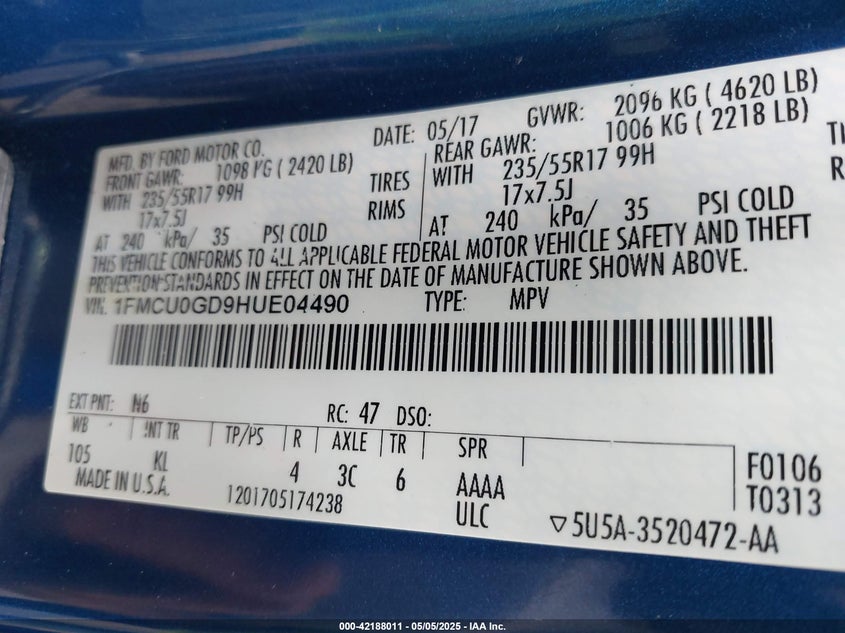 MFD. BY FORD MOTOR CO.
DATE: 05/17
GVWR: 2096 KG ( 4620 LB)
FRONT GAWR: 1098 KG ( 2420 LB)
REAR GAWR: 1006 KG ( 2218 LB)
WITH 235/55R17 99H TIRES
WITH 235/55R17 99H
17x7.5J RIMS
17x7.5J
AT 240 kPa/ 35 PSI COLD
AT 240 kPa/ 35 PSI COLD
THIS VEHICLE CONFORMS TO ALL APPLICABLE FEDERAL MOTOR VEHICLE SAFETY AND THEFT
PREVENTION STANDARDS IN EFFECT ON THE DATE OF MANUFACTURE SHOWN ABOVE.
VIN: 1FMCU0GD9HUE04490 TYPE: MPV
EXT PNT: N6 RC: 47 DSO:
WB INT TR TP/PS R AXLE TR SPR
105 KL 4 3C 6 AAAA
F0106
T0313
MADE IN U.S.A. 1201705174238 ULC
▽5U5A-3520472-AA
000-42188011 - 05/05/2025 - IAA Inc.